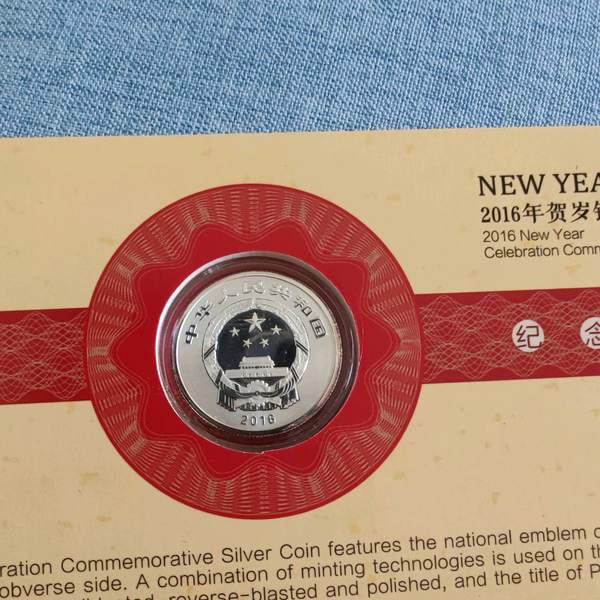 NEW YEA
2016年贺岁
2016 New Year
Celebration Comm
纪 念
中华人民共和国
2016
ration Commemorative Silver Coin features the national emblem
obverse side. A combination of minting technologies is used on th
reverse-blasted and polished, and the title of P